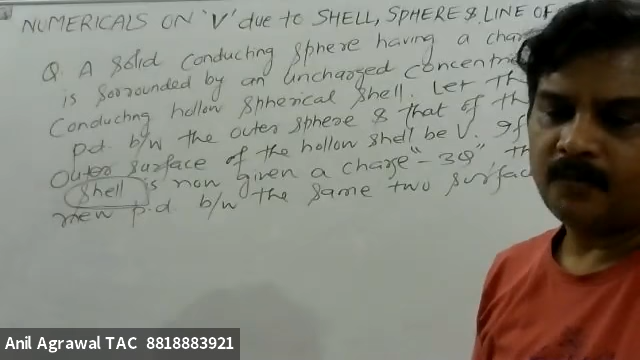 NUMERICALS ON 'V' due to SHELL, SPHERE & LINE OF
Q. A solid conducting sphere having a char
is sorrounded by an uncharged concentri
Conducting hollow spherical shell. Let th
p.d. b/w the outer sphere & that of th
Outer surface of the hollow shell be V. If
shell is now given a charge "-3Q", th
new p.d. b/w the same two surfac
Anil Agrawal TAC 8818883921